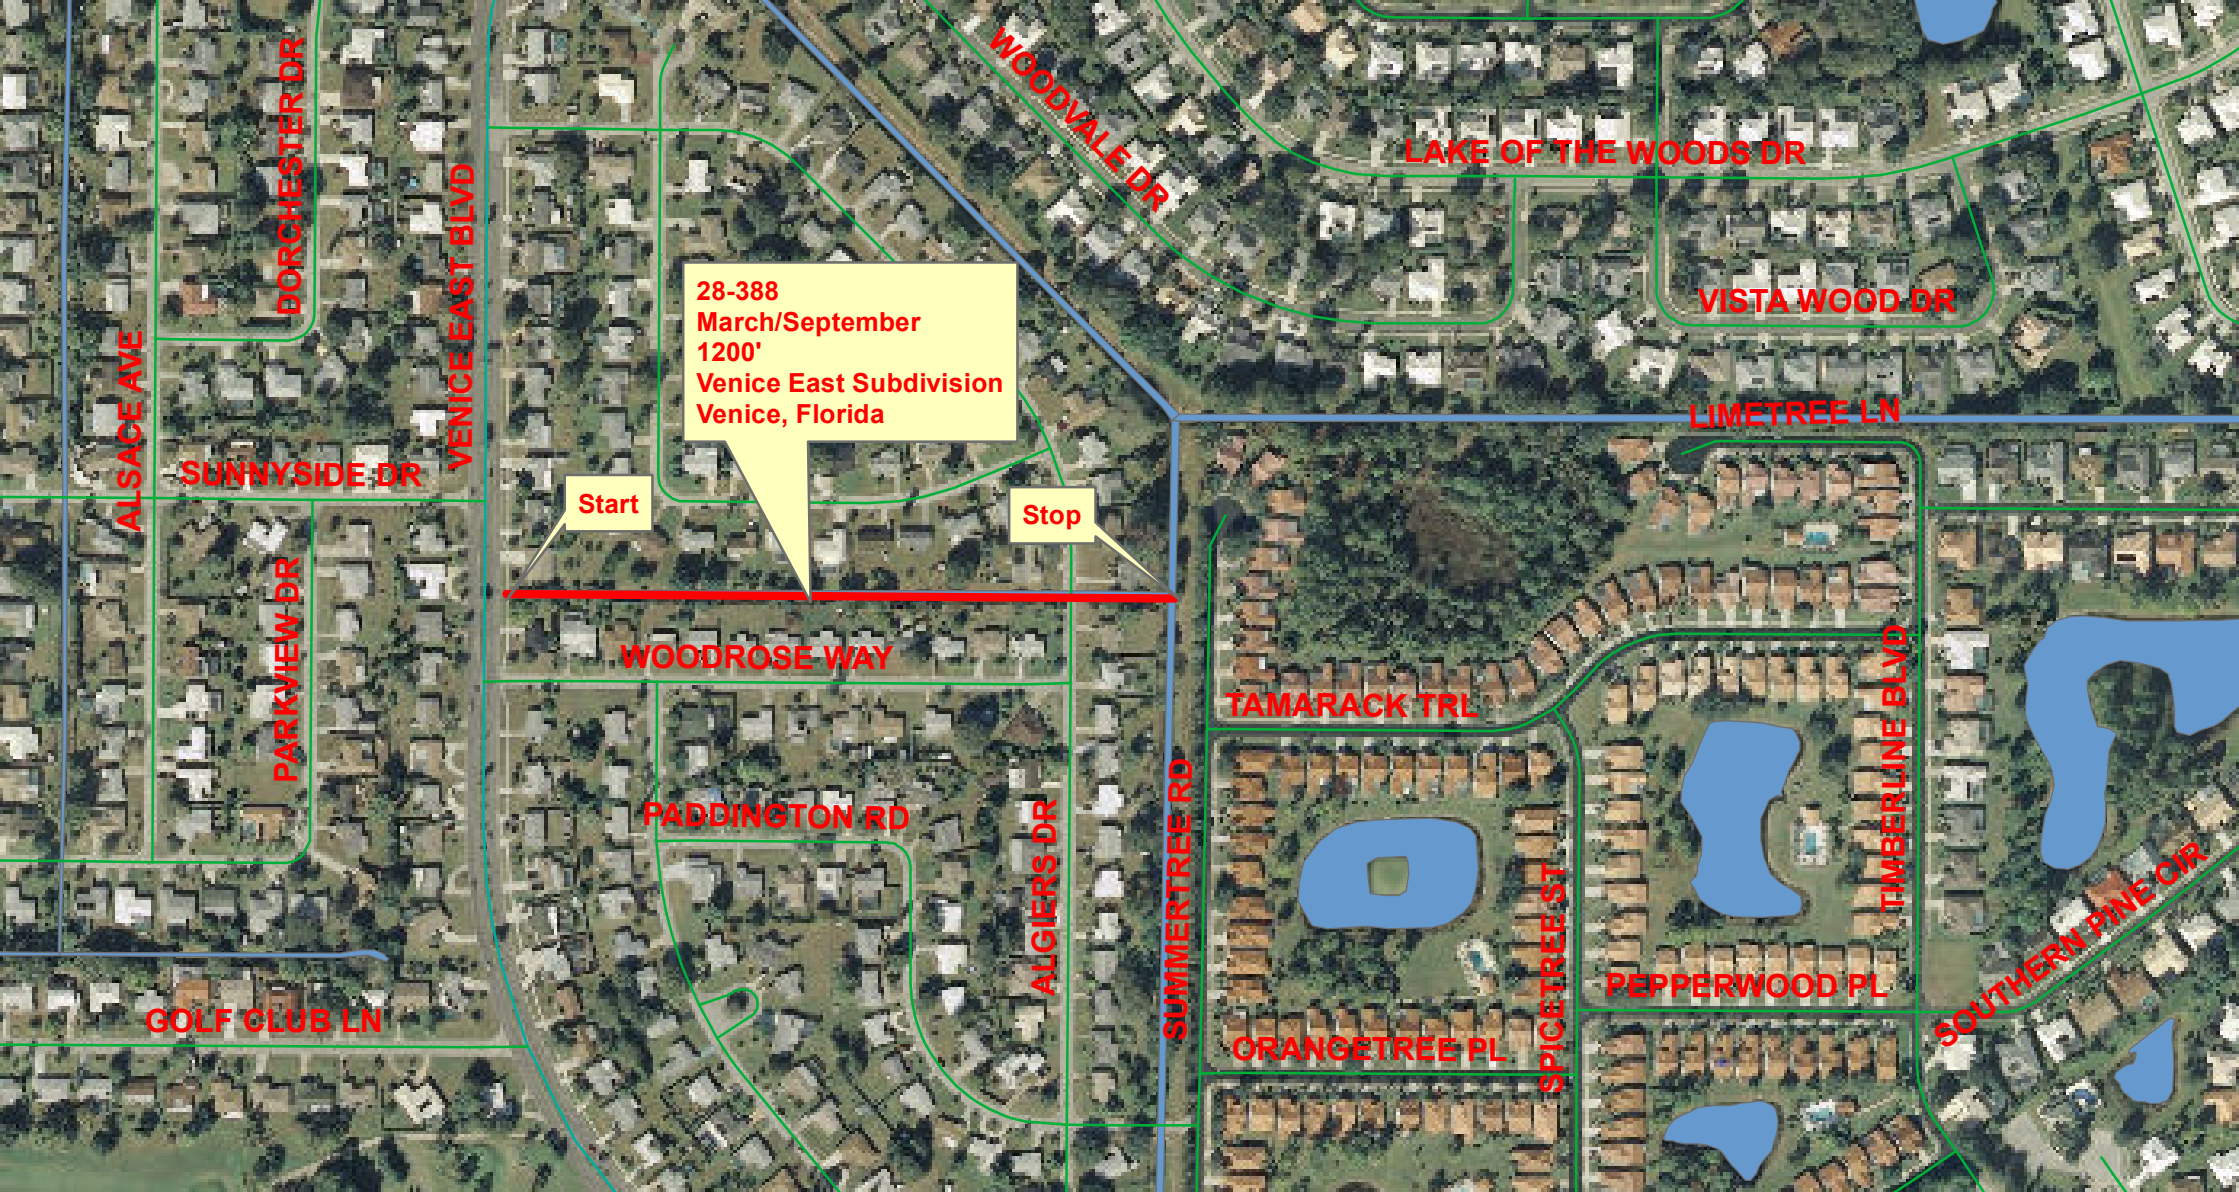 WOODVALE DR
DORCHESTER DR
LAKE OF THE WOODS DR
VENICE EAST BLVD
28-388
March/September
1200'
Venice East Subdivision
Venice, Florida
VISTA WOOD DR
ALSACE AVE
LIMETREE LN
SUNNYSIDE DR
Start
Stop
PARKVIEW DR
WOODROSE WAY
TAMARACK TRL
TIMBERLINE BLVD
PADDINGTON RD
ALGIERS DR
SUMMERTREE RD
SPICETREE ST
SOUTHERN PINE CIR
PEPPERWOOD PL
GOLF CLUB LN
ORANGETREE PL